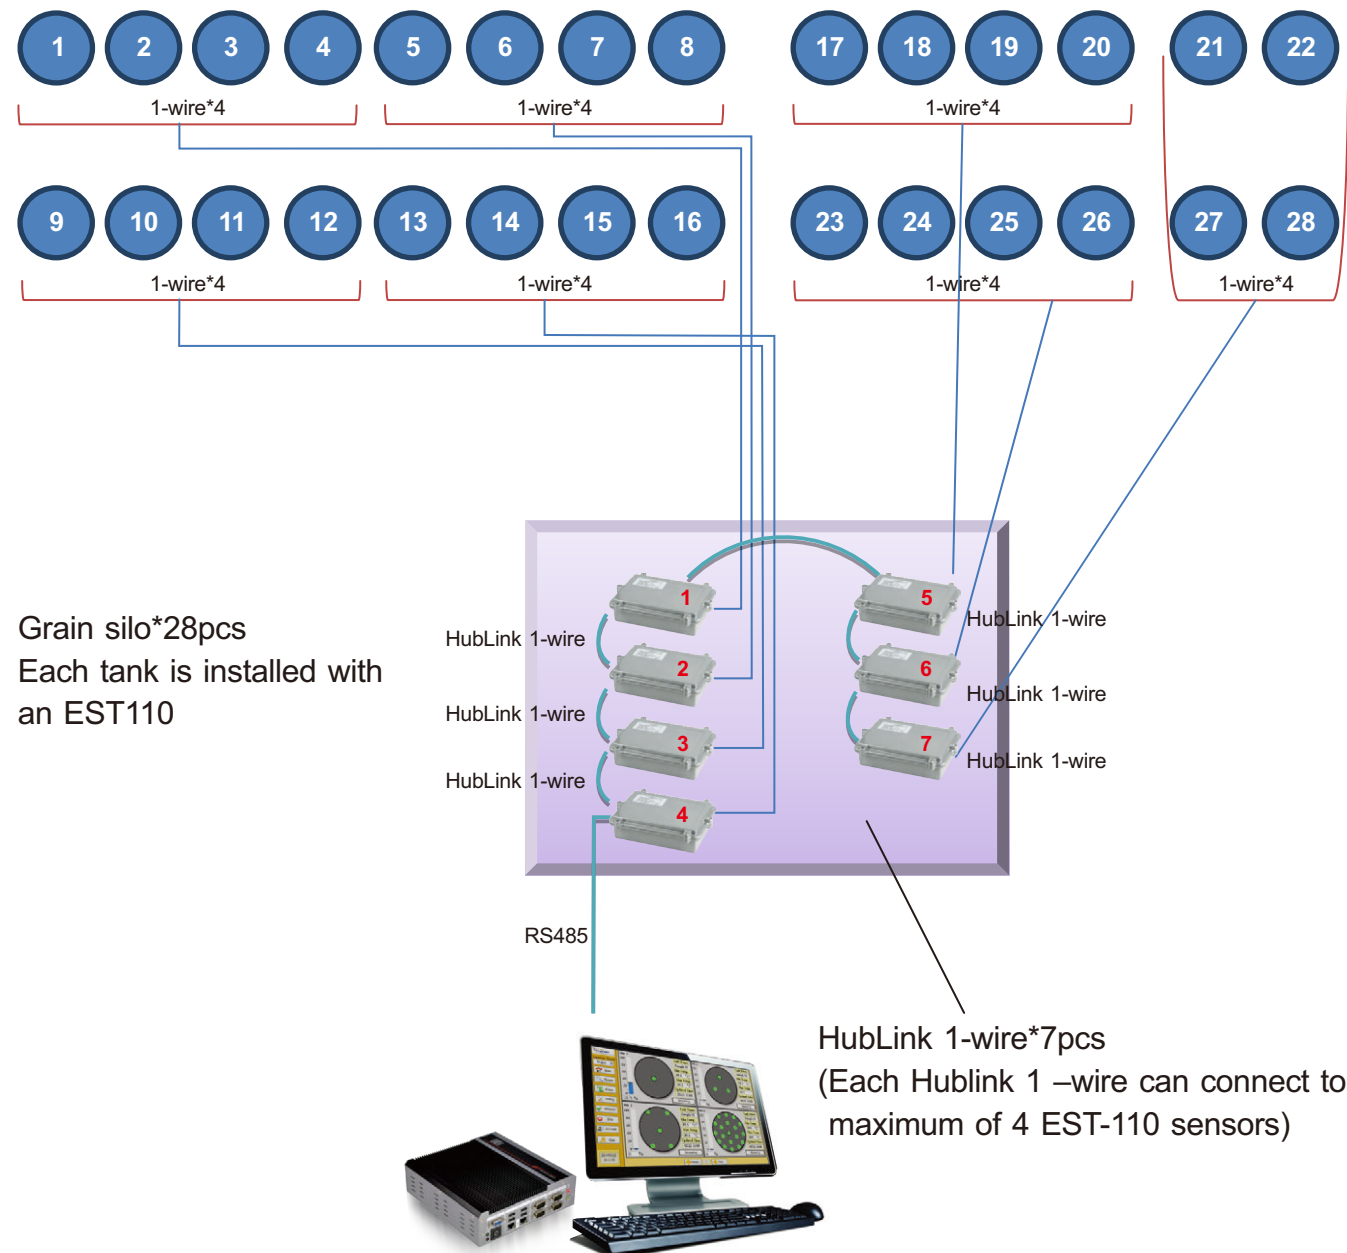 1 2 3 4 5 6 7 8 17 18 19 20 21 22
1-wire*4 1-wire*4 1-wire*4
9 10 11 12 13 14 15 16 23 24 25 26 27 28
1-wire*4 1-wire*4 1-wire*4 1-wire*4
1 5
HubLink 1-wire HubLink 1-wire
2 6
HubLink 1-wire HubLink 1-wire
3 7
HubLink 1-wire HubLink 1-wire
4
Grain silo*28pcs
Each tank is installed with
an EST110
RS485
HubLink 1-wire*7pcs
(Each Hublink 1 –wire can connect to
maximum of 4 EST-110 sensors)